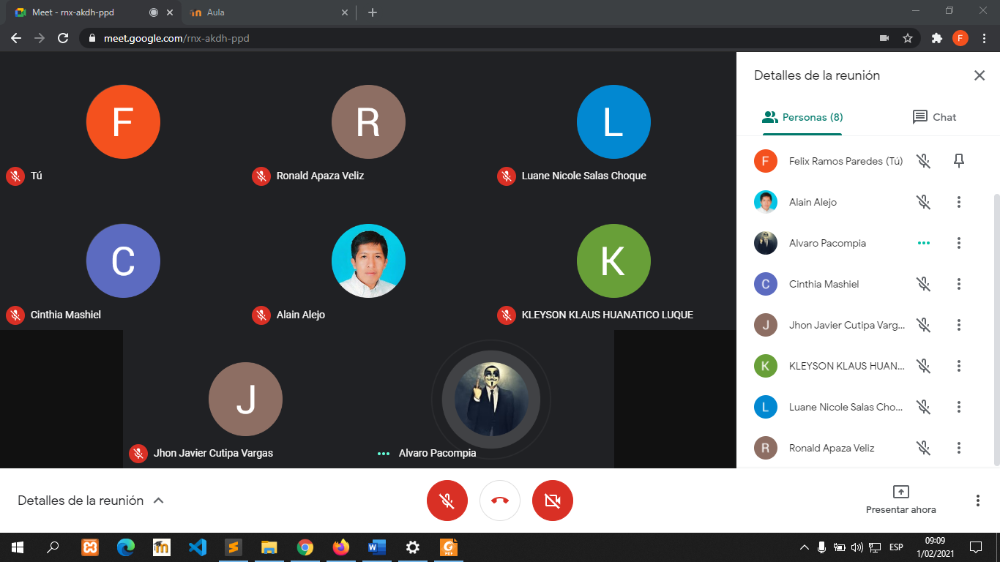 Meet - rnx-akdh-ppd
Aula
meet.google.com/rnx-akdh-ppd
F
F
Tú
R
Ronald Apaza Veliz
L
Luane Nicole Salas Choque
C
Cinthia Mashiel
Alain Alejo
K
KLEYSON KLAUS HUANATICO LUQUE
J
Jhon Javier Cutipa Vargas
Alvaro Pacompia
Detalles de la reunión
Personas (8)
Chat
F Felix Ramos Paredes (Tú)
Alain Alejo
Alvaro Pacompia
C Cinthia Mashiel
J Jhon Javier Cutipa Varg...
K KLEYSON KLAUS HUAN...
L Luane Nicole Salas Cho...
R Ronald Apaza Veliz
Detalles de la reunión
Presentar ahora
ESP
09:09
1/02/2021